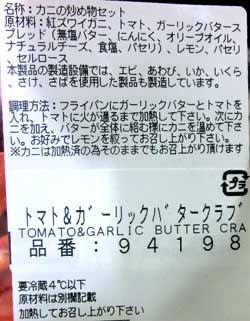 名称：カニの炒め物セット
原材料：紅ズワイガニ、トマト、ガーリックバタース
プレッド（無塩バター、にんにく、オリーブオイル、
ナチュラルチーズ、食塩、パセリ）、レモン、パセリ、
セルロース
本製品の製造設備では、エビ、あわび、いか、いくら
、さけ、さばを使用した製品も製造しています。
調理方法：フライパンにガーリックバターとトマトを
入れ、トマトに火が通るまで加熱して下さい。次にカ
ニを加え、バターが全体に絡む様にカニを温めて下さ
い。お好みでレモンを絞ってお召し上がり下さい。
※カニは加熱済の為そのままでもお召し上がり頂けます
プラ
トマト&ガーリックバタークラブ
TOMATO&GARLIC BUTTER CRA
品番：94198
要冷蔵4℃以下
原材料は別欄記載
加熱してお召し上がり下さい